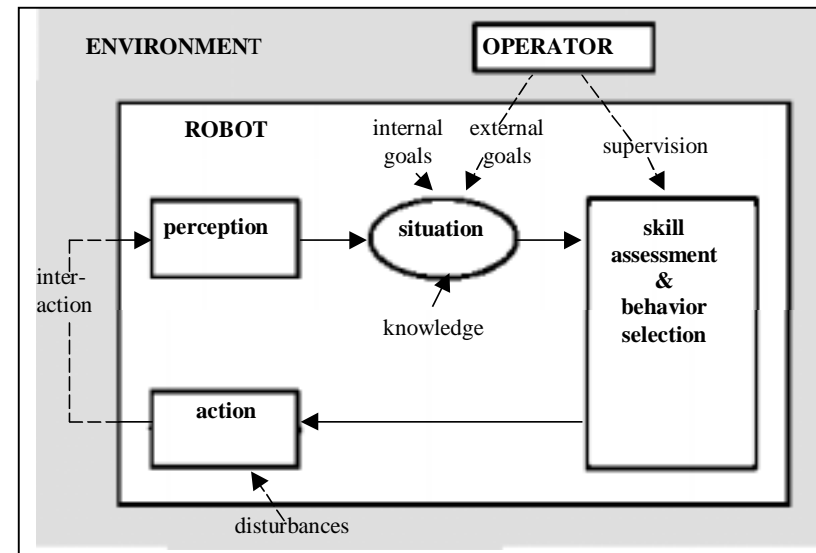 ENVIRONMENT
OPERATOR
ROBOT
internal
goals
external
goals
supervision
perception
situation
skill
assessment
&
behavior
selection
inter-
action
knowledge
action
disturbances